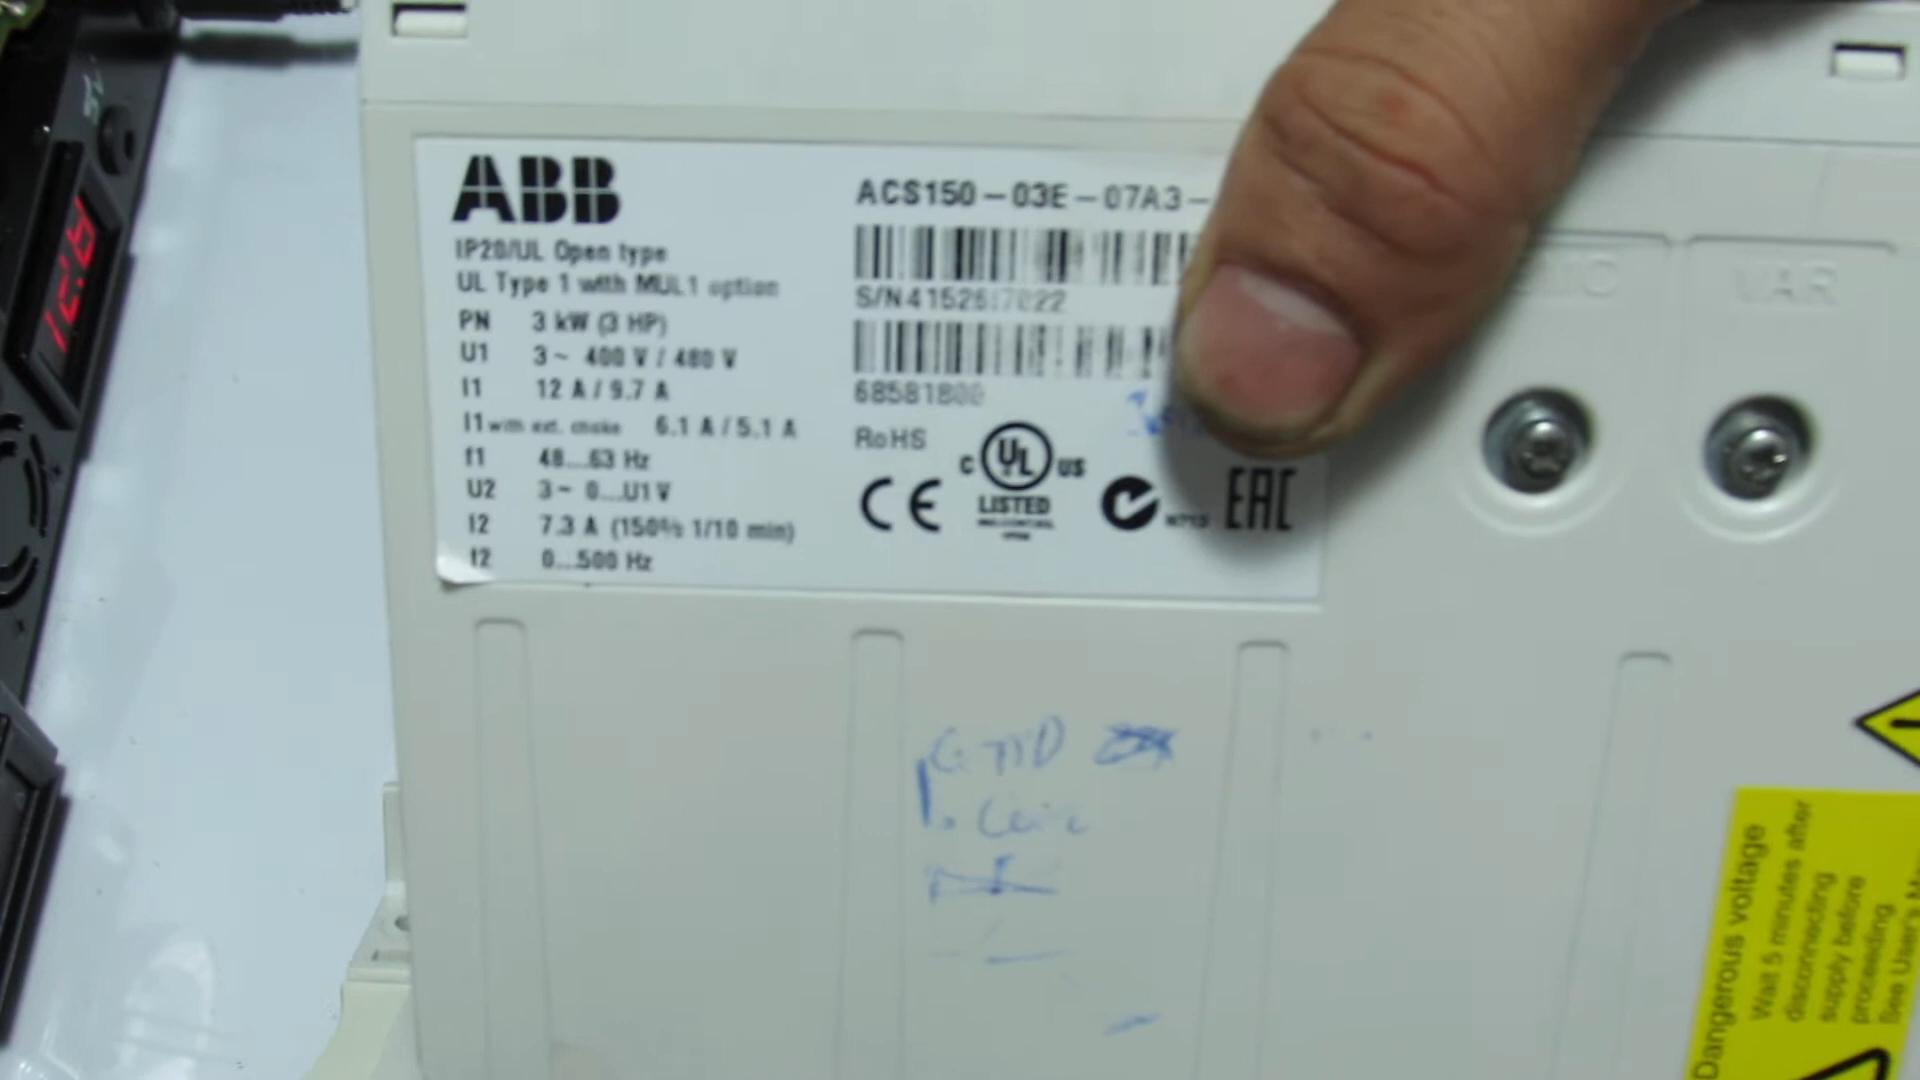 ABB
IP20/UL Open type
UL Type 1 with MUL1 option
PN 3 kW (3 HP)
U1 3~ 400 V / 480 V
I1 12 A / 9.7 A
I1 with ext. choke 6.1 A / 5.1 A
f1 48...63 Hz
U2 3~ 0...U1 V
I2 7.3 A (150% 1/10 min)
f2 0...500 Hz
ACS150-03E-07A3-
S/N
68581800
RoHS
C UL US
LISTED
CE
EAC
VAR
Dangerous voltage
Wait 5 minutes after
disconnecting
supply before
proceeding
See User's